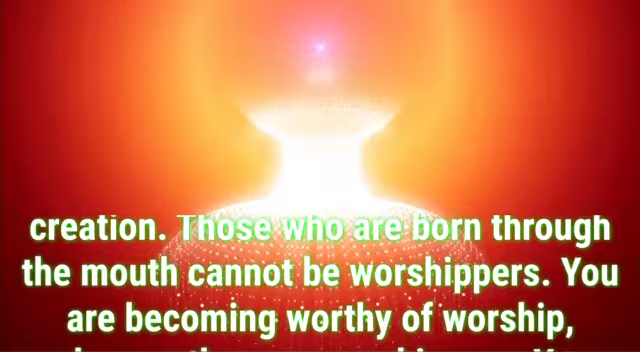 creation. Those who are born through
the mouth cannot be worshippers. You
are becoming worthy of worship,